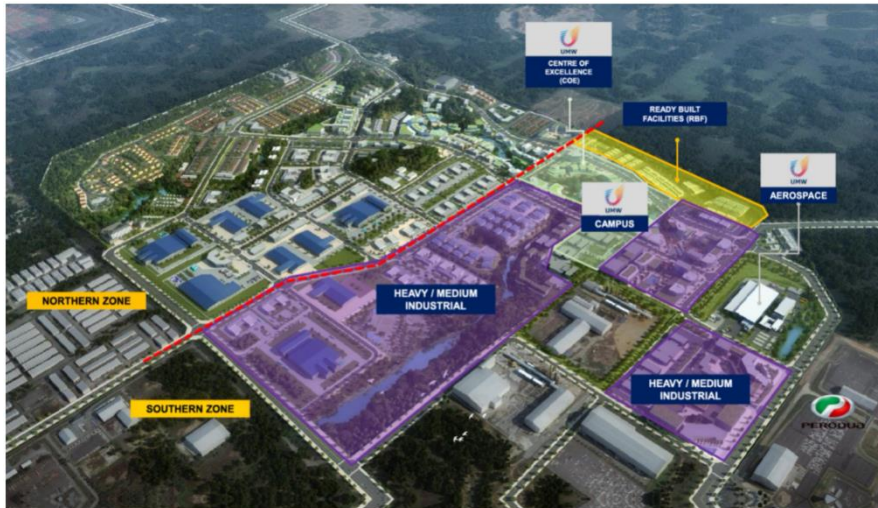 UMW
CENTRE OF
EXCELLENCE
(COE)
READY BUILT
FACILITIES (RBF)
UMW
AEROSPACE
UMW
CAMPUS
NORTHERN ZONE
HEAVY / MEDIUM
INDUSTRIAL
HEAVY / MEDIUM
INDUSTRIAL
SOUTHERN ZONE
PERODUA